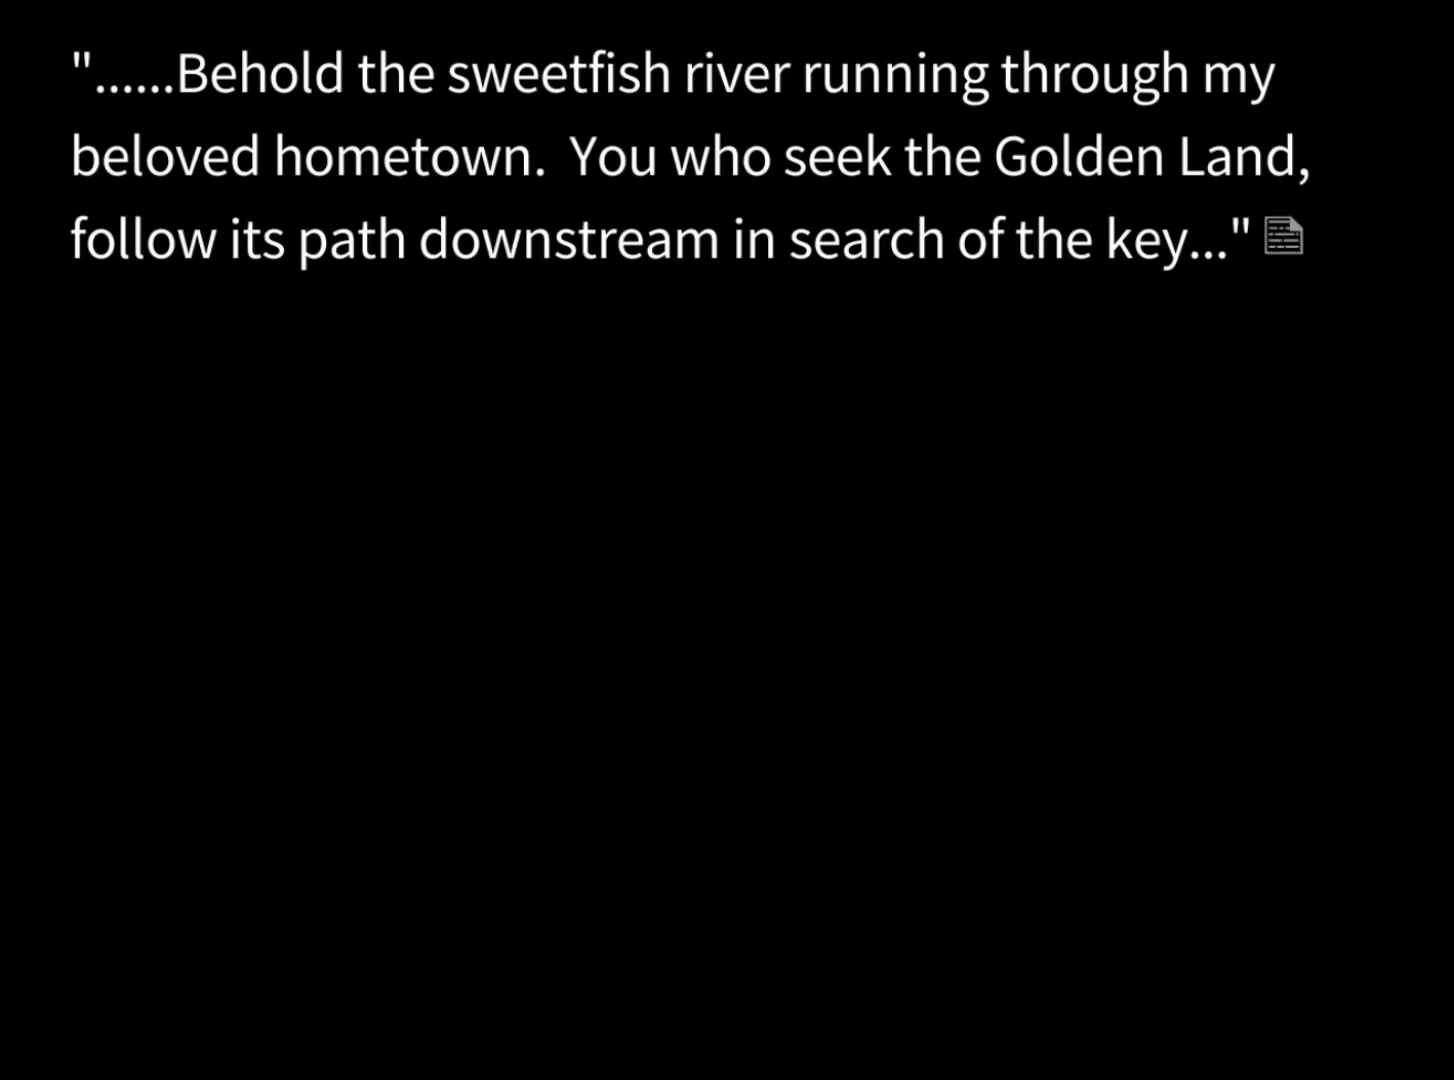 "......Behold the sweetfish river running through my
beloved hometown.  You who seek the Golden Land,
follow its path downstream in search of the key..."